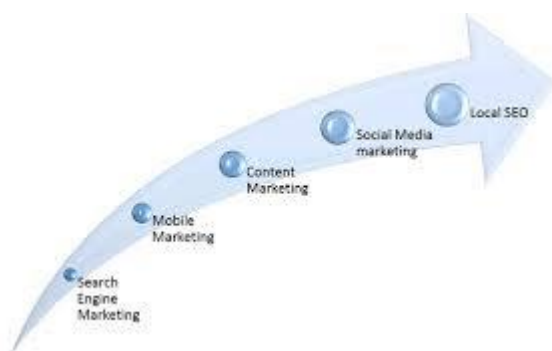 Local SEO
Social Media
marketing
Content
Marketing
Mobile
Marketing
Search
Engine
Marketing